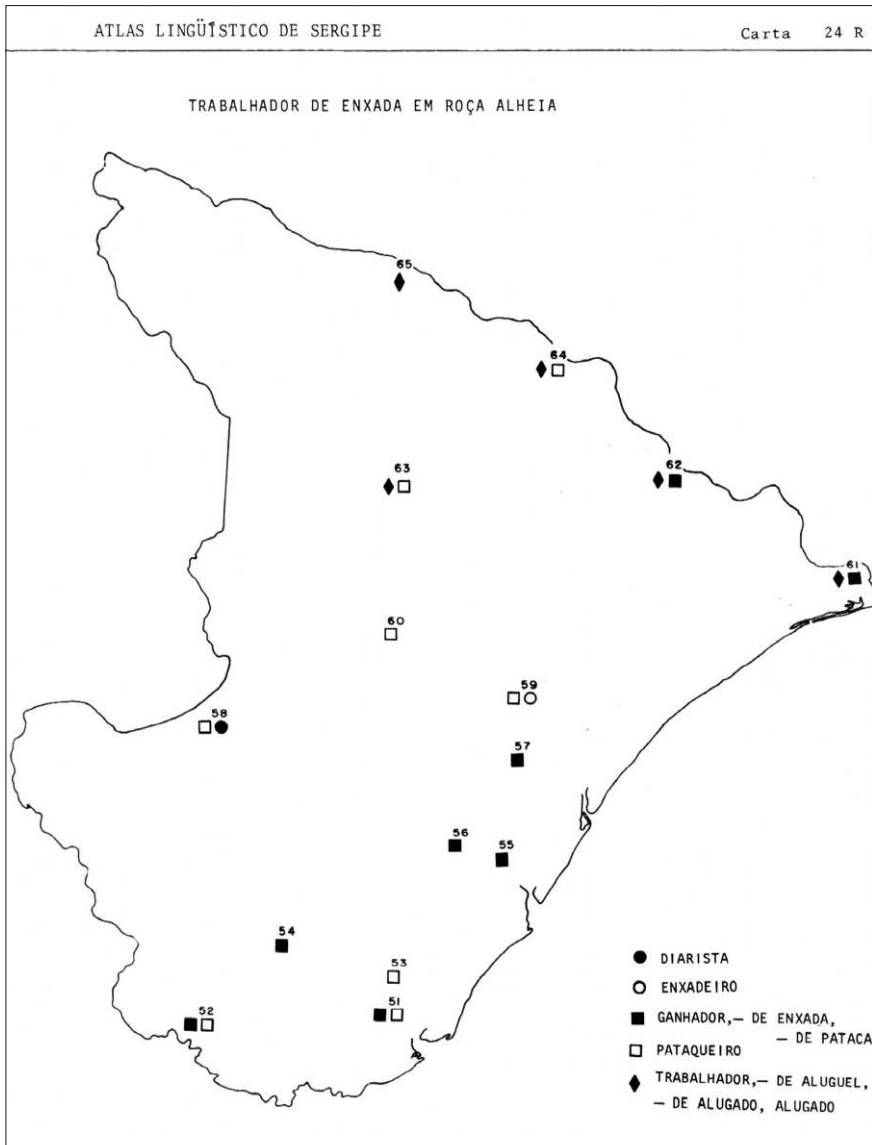 ATLAS LINGÜÍSTICO DE SERGIPE Carta 24 R
TRABALHADOR DE ENXADA EM ROÇA ALHEIA
65
64
63
62
61
60
59
58
57
56
55
54
53
52
51
DIARISTA
ENXADEIRO
GANHADOR,— DE ENXADA,
— DE PATACA
PATAQUEIRO
TRABALHADOR,— DE ALUGUEL,
— DE ALUGADO, ALUGADO